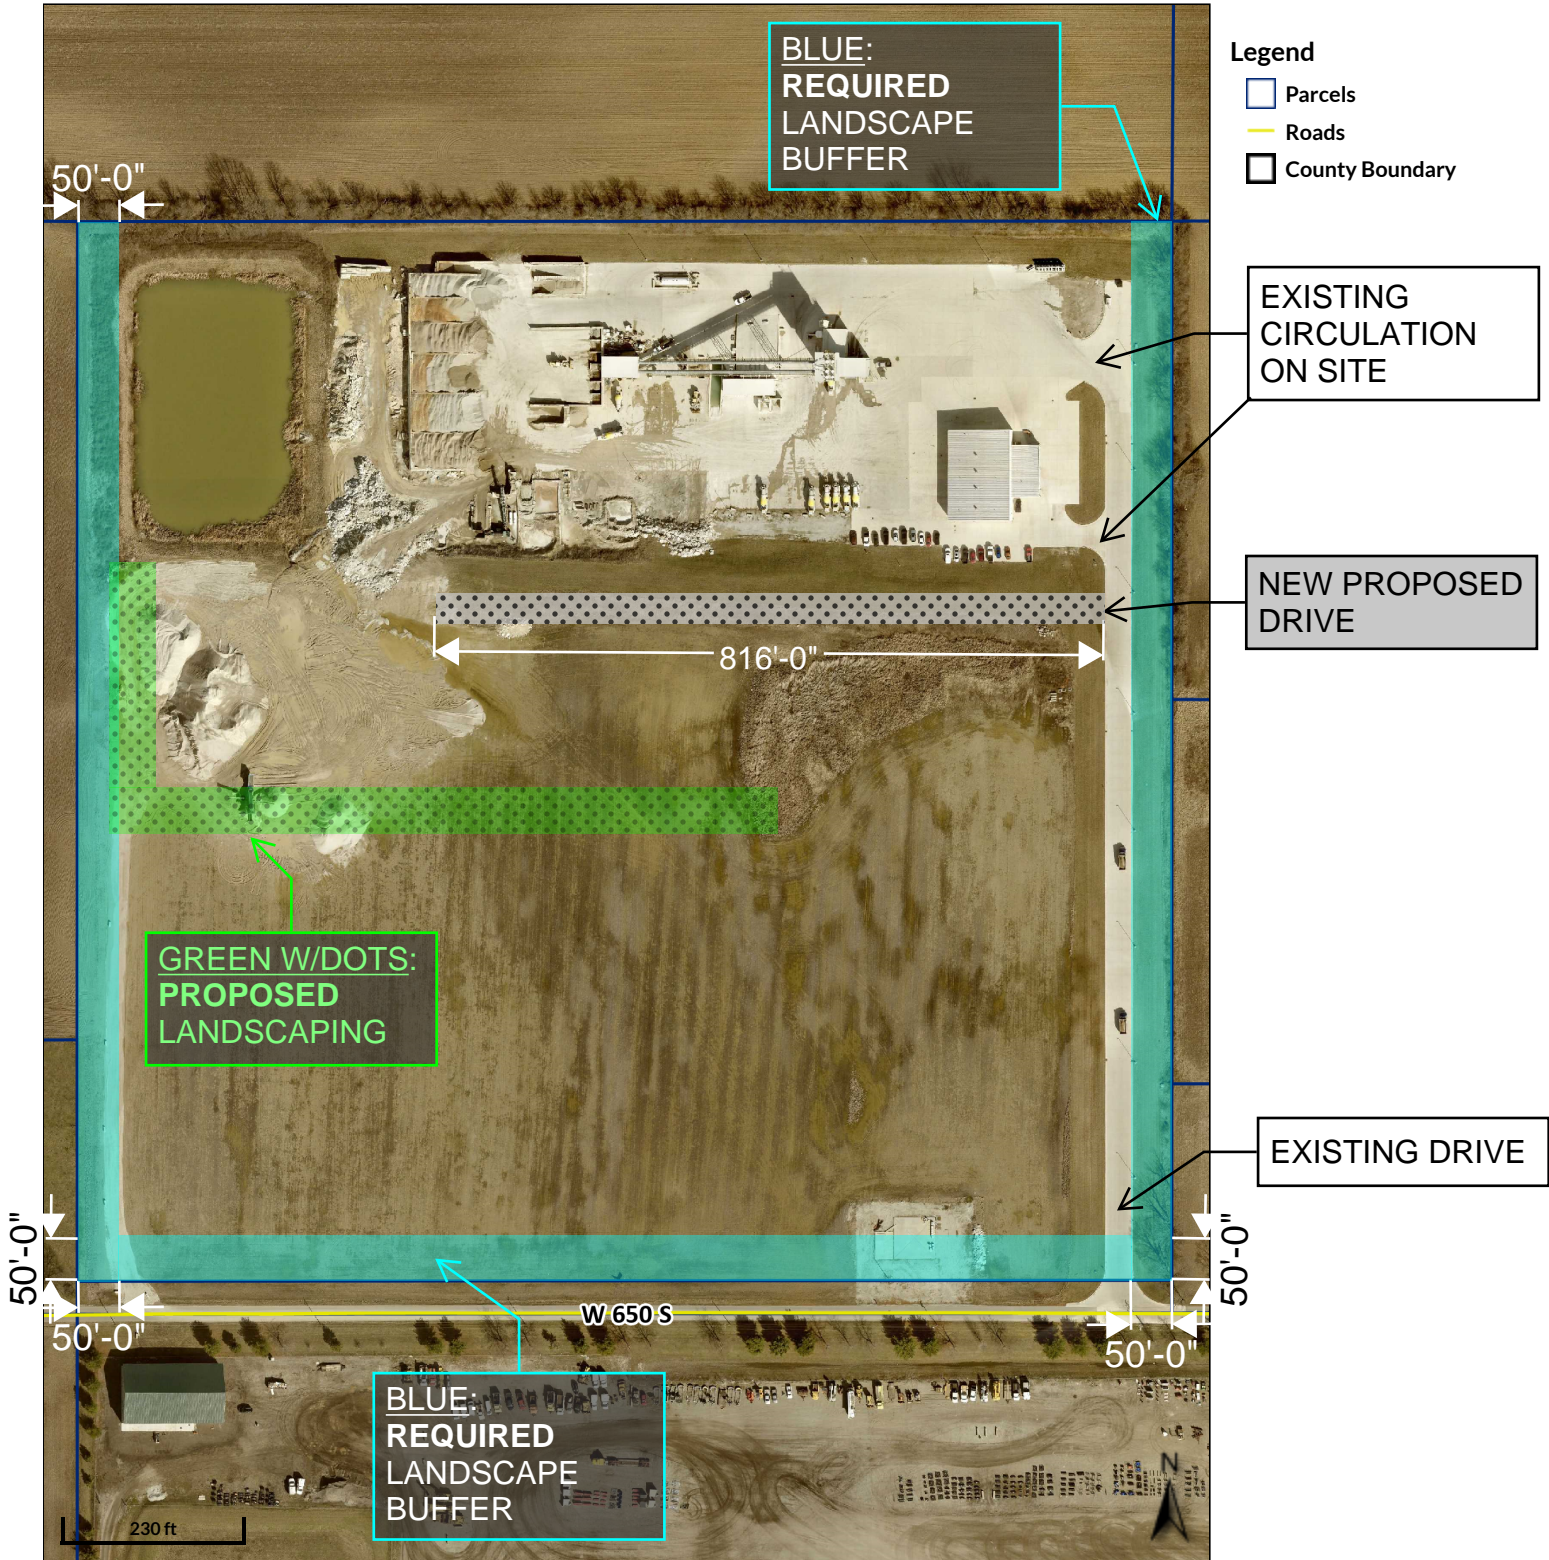 BLUE:
REQUIRED
LANDSCAPE
BUFFER
Legend
Parcels
Roads
County Boundary
50'-0"
EXISTING
CIRCULATION
ON SITE
NEW PROPOSED
DRIVE
816'-0"
GREEN W/DOTS:
PROPOSED
LANDSCAPING
EXISTING DRIVE
50'-0"
50'-0"
W 650 S
50'-0"
50'-0"
BLUE:
REQUIRED
LANDSCAPE
BUFFER
N
230 ft